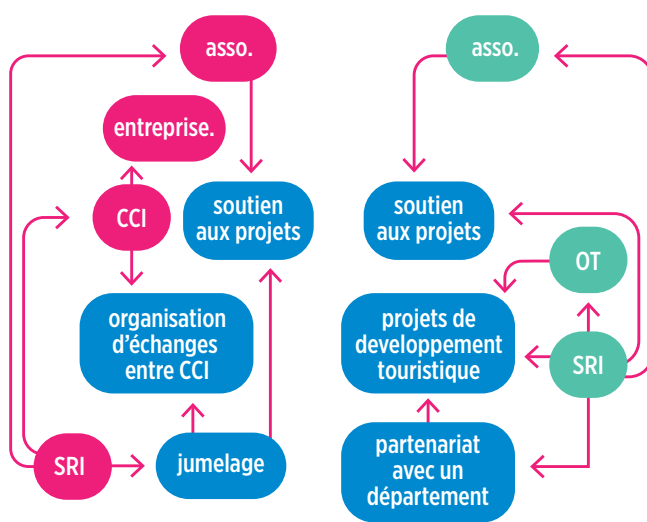 asso.
entreprise.
CCI
soutien
aux projets
organisation
d'échanges
entre CCI
SRI
jumelage
asso.
soutien
aux projets
OT
projets de
developpement
touristique
SRI
partenariat
avec un
département